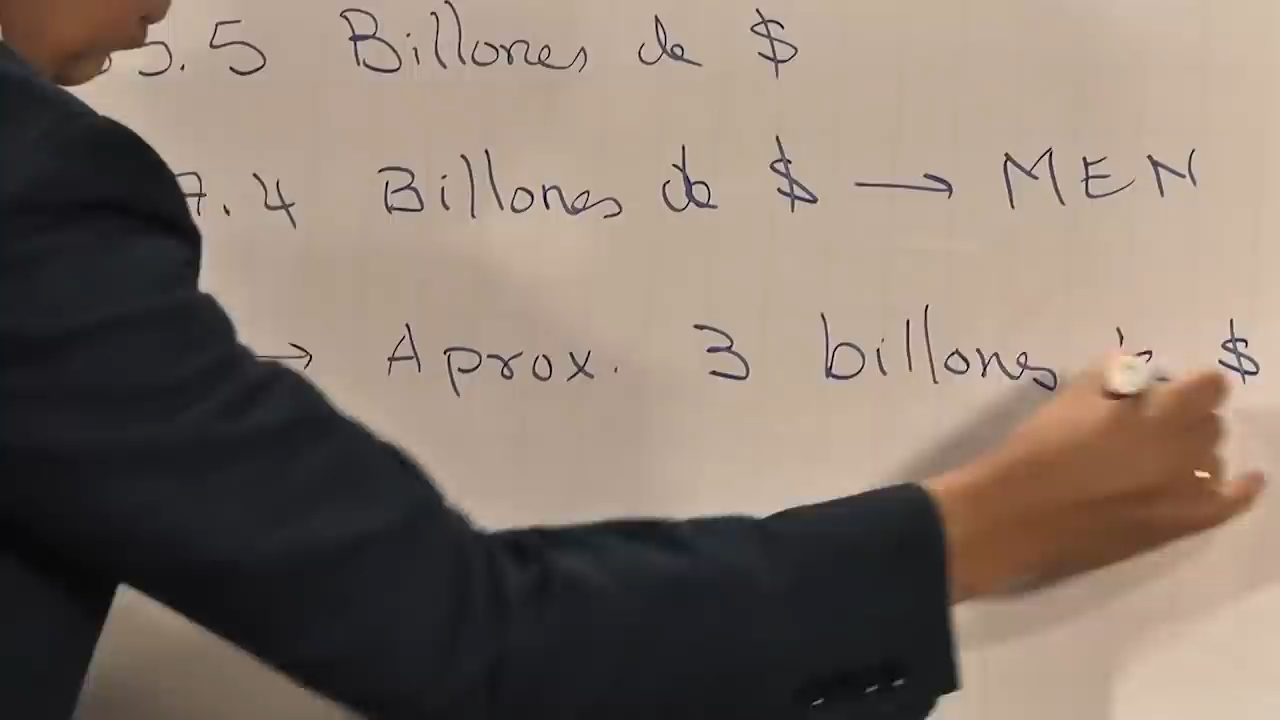 5.5 Billones de $
7.4 Billones de $ → MEN
→ Aprox. 3 billones de $